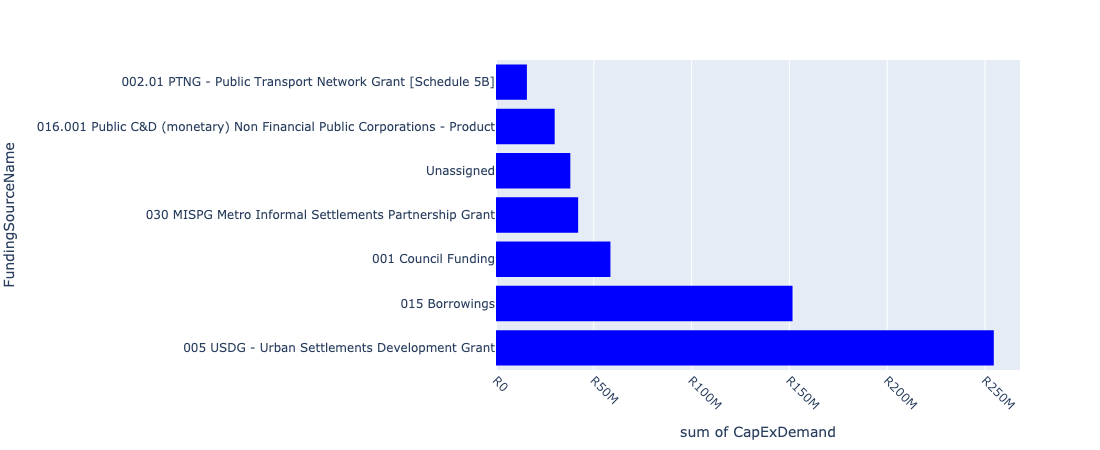 002.01 PTNG - Public Transport Network Grant [Schedule 5B]
016.001 Public C&D (monetary) Non Financial Public Corporations - Product
Unassigned
030 MISPG Metro Informal Settlements Partnership Grant
001 Council Funding
015 Borrowings
005 USDG - Urban Settlements Development Grant
FundingSourceName
R0
R50M
R100M
R150M
R200M
R250M
sum of CapExDemand